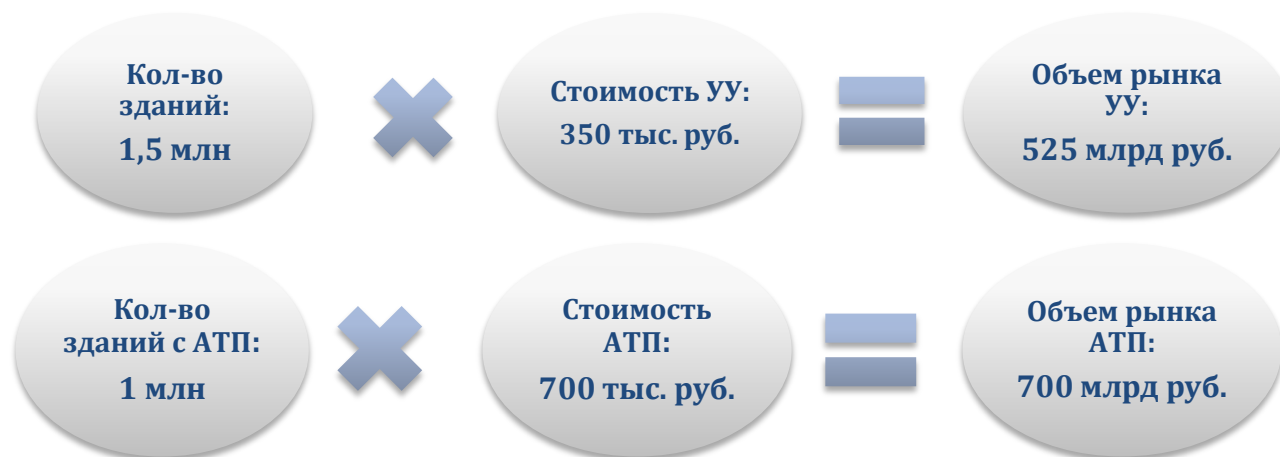 Кол-во
зданий:
1,5 млн
Стоимость УУ:
350 тыс. руб.
Объем рынка
УУ:
525 млрд руб.
Кол-во
зданий с АТП:
1 млн
Стоимость
АТП:
700 тыс. руб.
Объем рынка
АТП:
700 млрд руб.